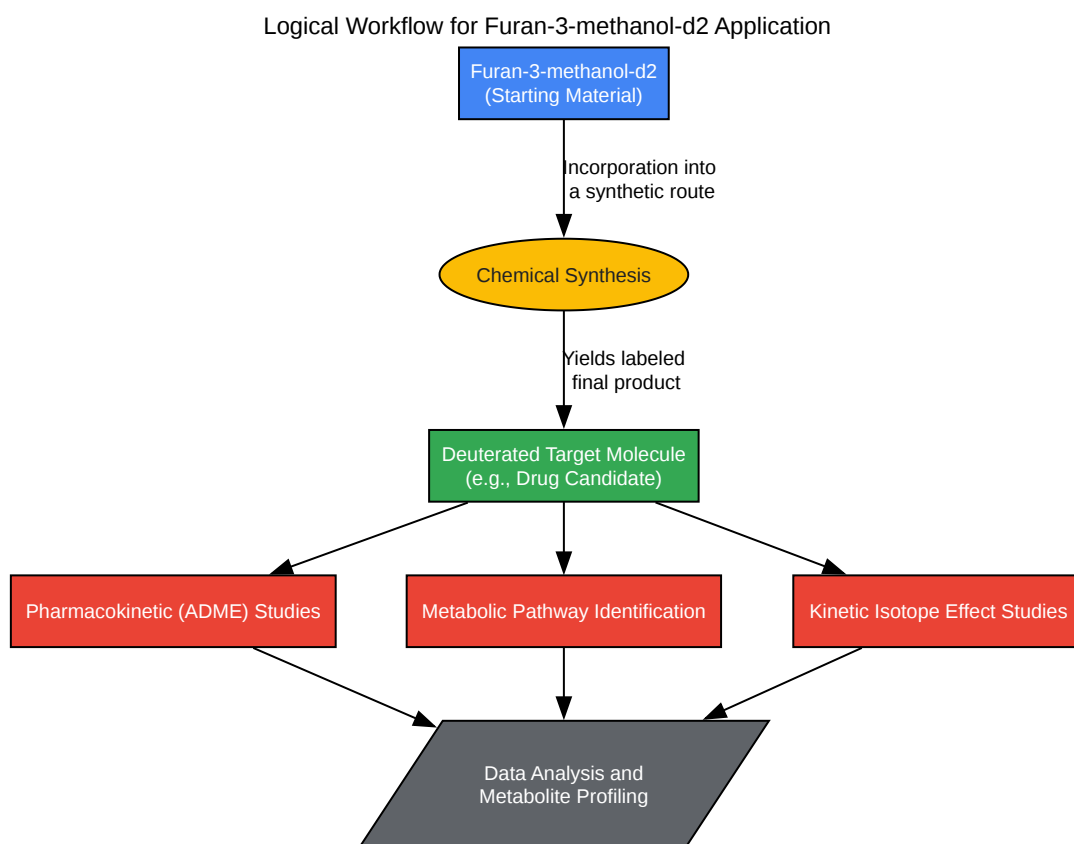 Logical Workflow for Furan-3-methanol-d2 Application
Furan-3-methanol-d2
(Starting Material)
Incorporation into
a synthetic route
Chemical Synthesis
Yields labeled
final product
Deuterated Target Molecule
(e.g., Drug Candidate)
Pharmacokinetic (ADME) Studies
Metabolic Pathway Identification
Kinetic Isotope Effect Studies
Data Analysis and
Metabolite Profiling